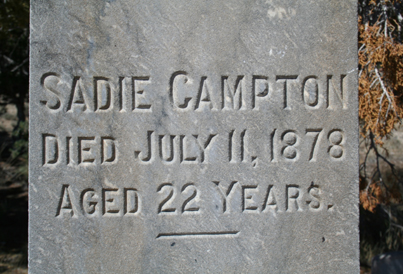 SADIE CAMPTON
DIED JULY 11, 1878
AGED 22 YEARS.